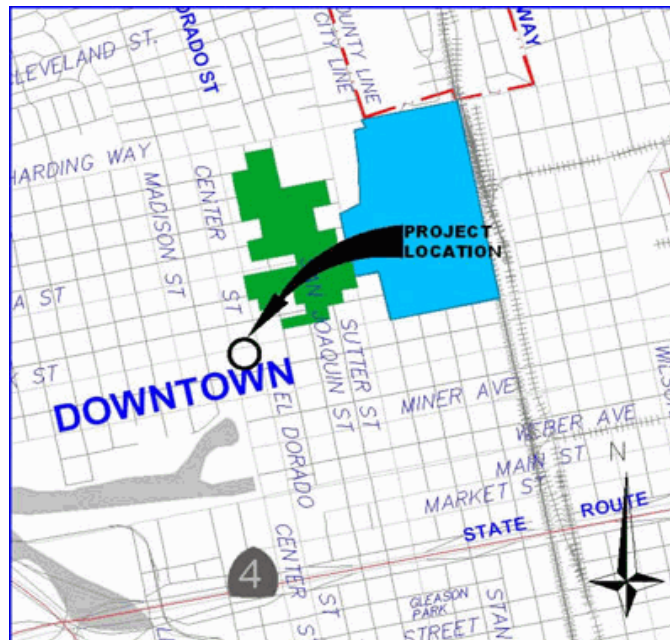 CLEVELAND ST.
ORADO ST
COUNTY LINE
CITY LINE
WAY
HARDING WAY
MADISON ST
CENTER
ST
PROJECT
LOCATION
A ST
K ST
DOWNTOWN
SAN JOAQUIN ST
SUTTER ST
EL DORADO
MINER AVE
WEBER AVE
MAIN ST
MARKET ST
N
STATE
ROUTE
4
CENTER ST
ST
GLEASON
PARK
STREET
STAN